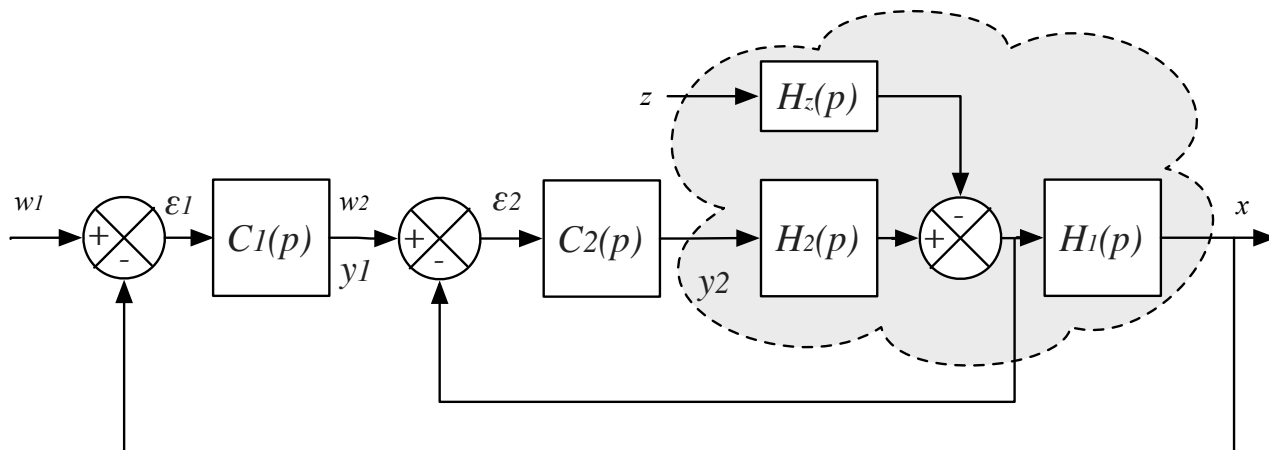 z
Hz(p)
-
w1
+
-
ε1
C1(p)
w2
y1
+
-
ε2
C2(p)
y2
H2(p)
+
H1(p)
x